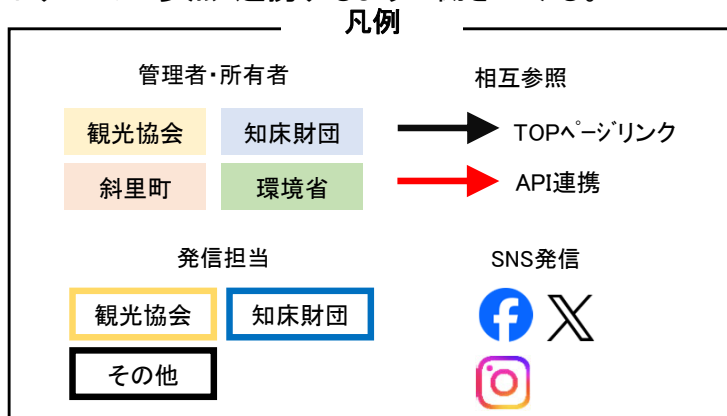 凡例
管理者・所有者
相互参照
観光協会
知床財団
TOPページリンク
斜里町
環境省
API連携
発信担当
SNS発信
観光協会
知床財団
その他